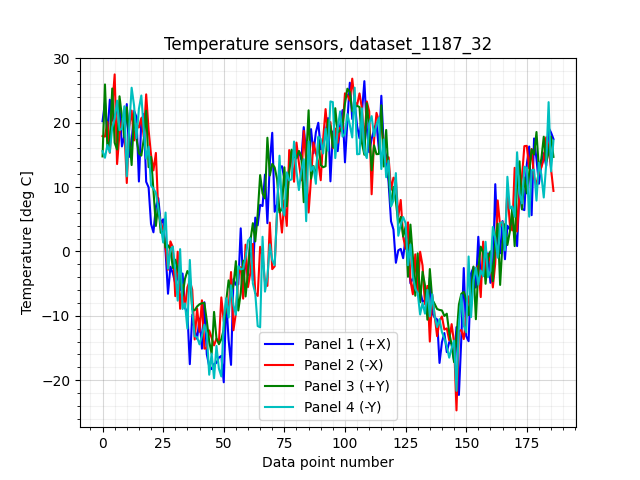 Temperature sensors, dataset_1187_32
Temperature [deg C]
30
20
10
0
−10
−20
0
25
50
75
100
125
150
175
Data point number
Panel 1 (+X)
Panel 2 (-X)
Panel 3 (+Y)
Panel 4 (-Y)